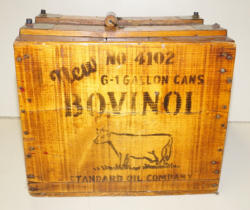 New
NO 4102
6-1 GALLON CANS
BOVINOL
STANDARD OIL COMPANY